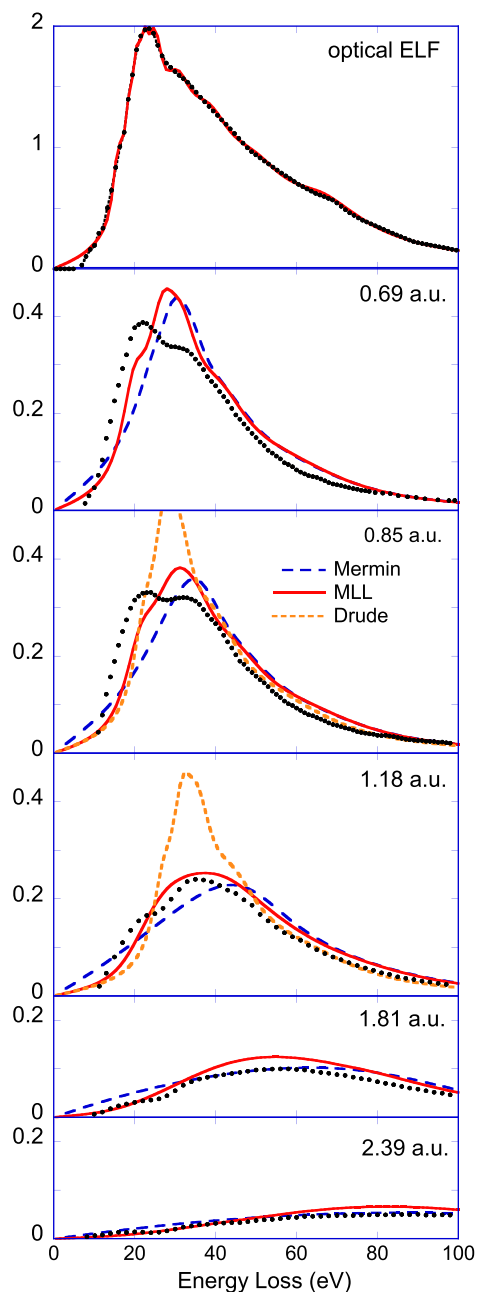 2
optical ELF
1
0
0.69 a.u.
0.4
0.2
0
0.85 a.u.
0.4
Mermin
MLL
Drude
0.2
0
1.18 a.u.
0.4
0.2
0
0.2
1.81 a.u.
0
0.2
2.39 a.u.
0
0 20 40 60 80 100
Energy Loss (eV)